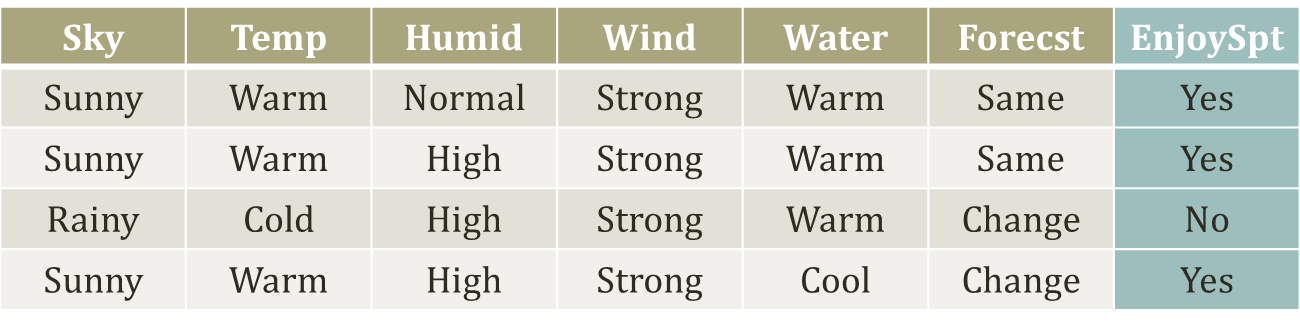 Sky Temp Humid Wind Water Forecst EnjoySpt
Sunny Warm Normal Strong Warm Same Yes
Sunny Warm High Strong Warm Same Yes
Rainy Cold High Strong Warm Change No
Sunny Warm High Strong Cool Change Yes